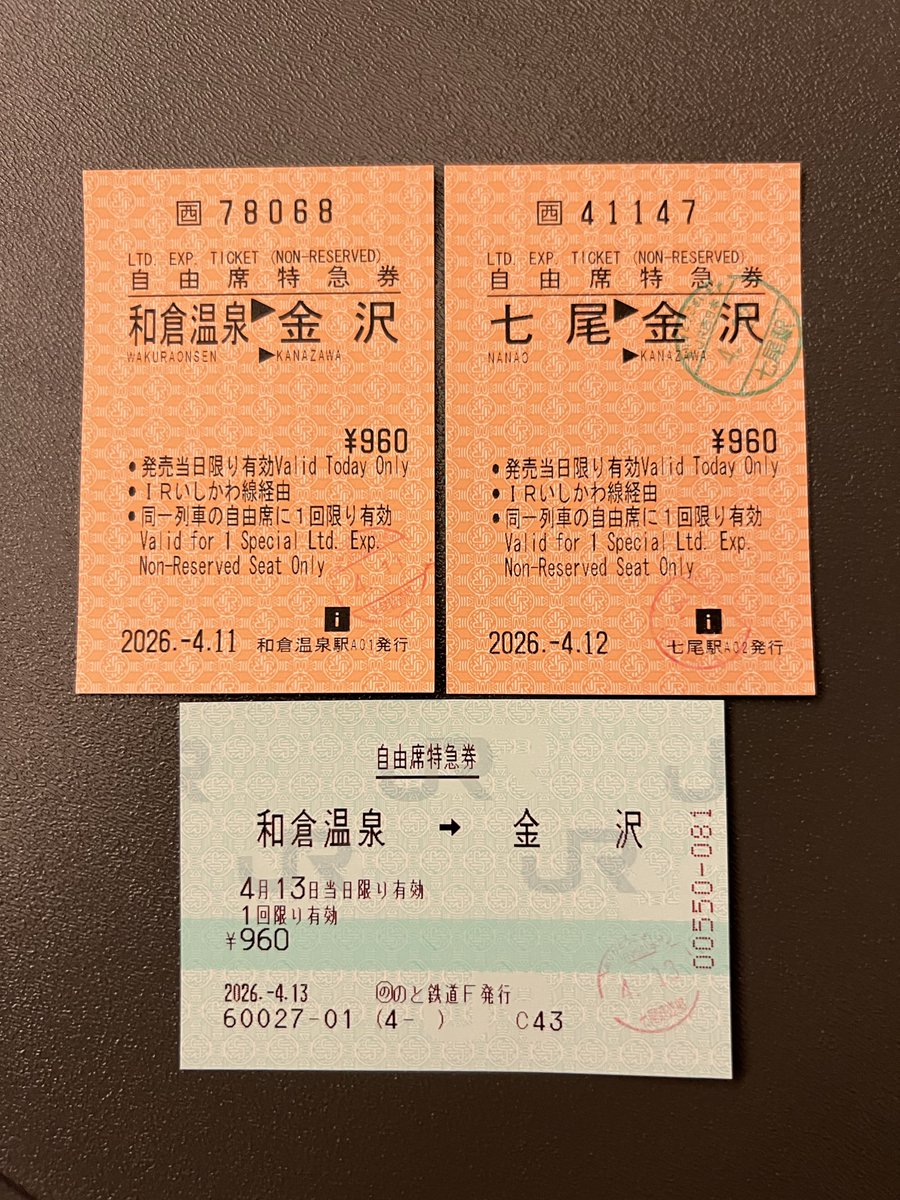 西 78068
LTD. EXP. TICKET (NON-RESERVED)
自由席特急券
和倉温泉▶金沢
WAKURAONSEN ▶KANAZAWA
¥960
●発売当日限り有効Valid Today Only
●IRいしかわ線経由
●同一列車の自由席に1回限り有効
Valid for 1 Special Ltd. Exp.
Non-Reserved Seat Only
i
2026.-4.11 和倉温泉駅A01発行
西 41147
LTD. EXP. TICKET (NON-RESERVED)
自由席特急券
七尾▶金沢
NANAO ▶KANAZAWA
七尾駅
¥960
●発売当日限り有効Valid Today Only
●IRいしかわ線経由
●同一列車の自由席に1回限り有効
Valid for 1 Special Ltd. Exp.
Non-Reserved Seat Only
i
2026.-4.12 七尾駅A02発行
自由席特急券
和倉温泉 → 金沢
4月13日当日限り有効
1回限り有効
¥960
2026.-4.13 ののと鉄道F発行
60027-01 (4- ) C43
00550-081
4.13